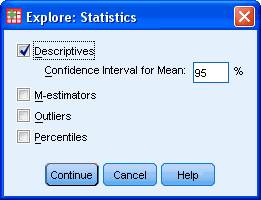 Explore: Statistics
Descriptives
Confidence Interval for Mean: 95 %
M-estimators
Outliers
Percentiles
Continue Cancel Help